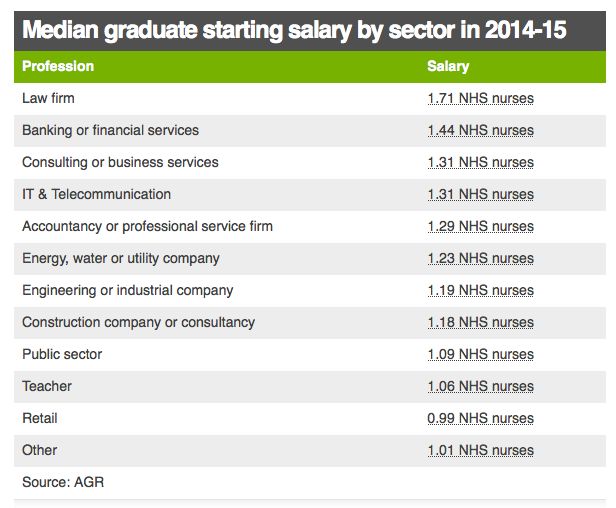 Median graduate starting salary by sector in 2014-15
Profession Salary
Law firm 1.71 NHS nurses
Banking or financial services 1.44 NHS nurses
Consulting or business services 1.31 NHS nurses
IT & Telecommunication 1.31 NHS nurses
Accountancy or professional service firm 1.29 NHS nurses
Energy, water or utility company 1.23 NHS nurses
Engineering or industrial company 1.19 NHS nurses
Construction company or consultancy 1.18 NHS nurses
Public sector 1.09 NHS nurses
Teacher 1.06 NHS nurses
Retail 0.99 NHS nurses
Other 1.01 NHS nurses
Source: AGR